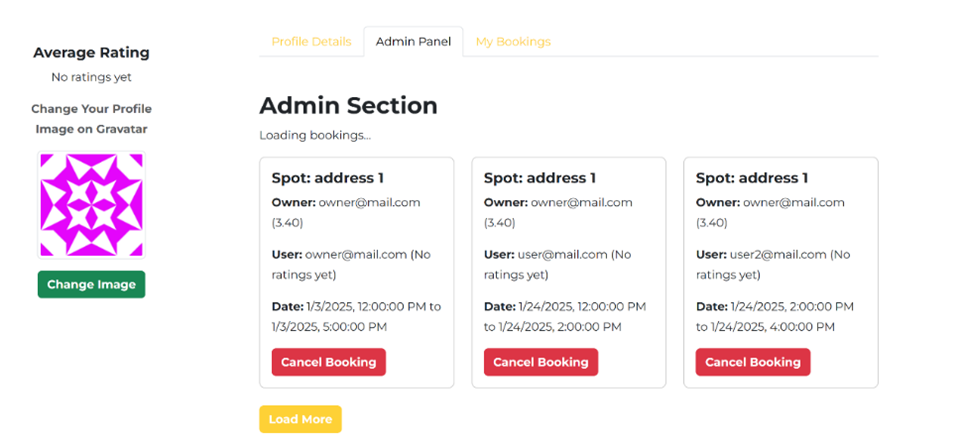 Average Rating
No ratings yet
Change Your Profile
Image on Gravatar
Change Image
Profile Details
Admin Panel
My Bookings
Admin Section
Loading bookings...
Spot: address 1
Owner: owner@mail.com
(3.40)
User: owner@mail.com (No
ratings yet)
Date: 1/3/2025, 12:00:00 PM to
1/3/2025, 5:00:00 PM
Cancel Booking
Spot: address 1
Owner: owner@mail.com
(3.40)
User: user@mail.com (No
ratings yet)
Date: 1/24/2025, 12:00:00 PM
to 1/24/2025, 2:00:00 PM
Cancel Booking
Spot: address 1
Owner: owner@mail.com
(3.40)
User: user2@mail.com (No
ratings yet)
Date: 1/24/2025, 2:00:00 PM
to 1/24/2025, 4:00:00 PM
Cancel Booking
Load More